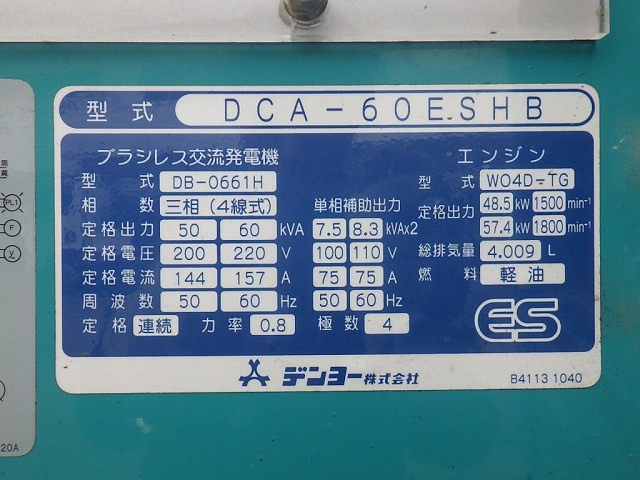 型式 DCA-60ESHB
ブラシレス交流発電機
型式 DB-0661H
相数 三相(4線式) 単相補助出力
定格出力 50 60 kVA 7.5 8.3 kVAx2
定格電圧 200 220 V 100 110 V
定格電流 144 157 A 75 75 A
周波数 50 60 Hz 50 60 Hz
定格 連続 力率 0.8 極数 4
エンジン
型式 W04D-TG
定格出力 48.5 kW 1500 min⁻¹
57.4 kW 1800 min⁻¹
総排気量 4.009 L
燃料 軽油
ES
デンヨー株式会社
B41131040
PL1
F
V
20A